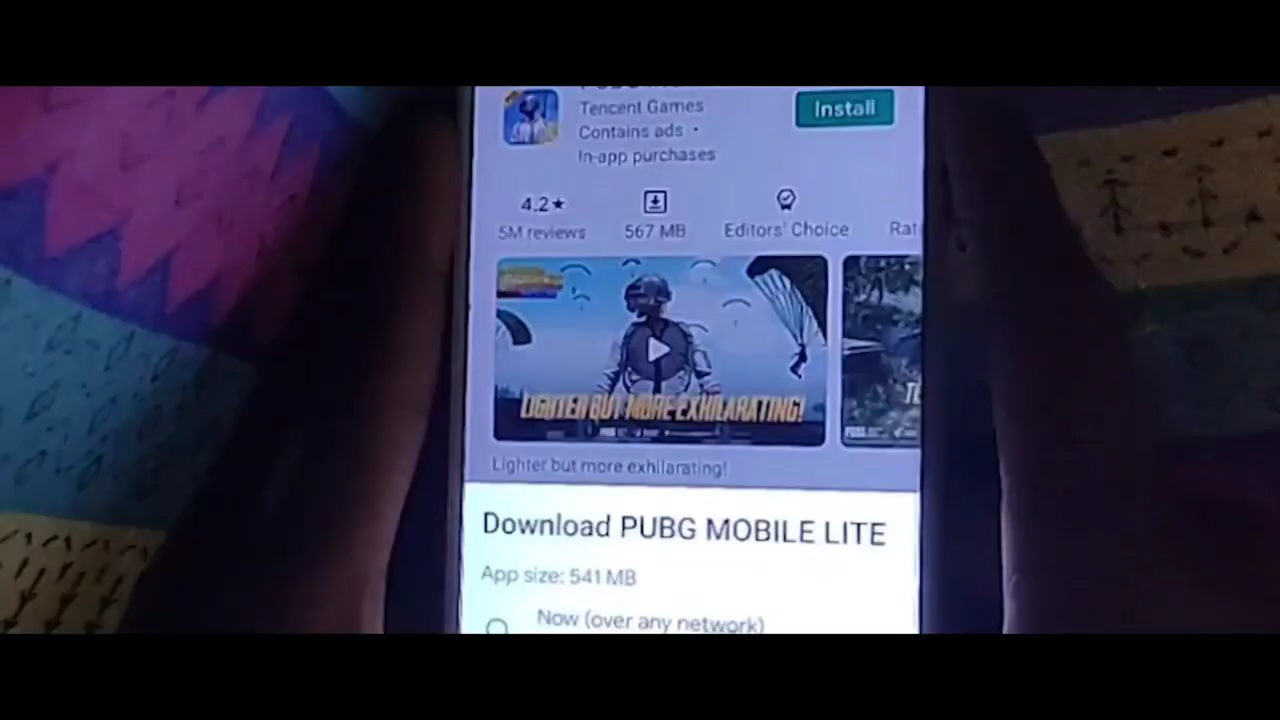 Tencent Games
Install
Contains ads •
In-app purchases
4.2★
5M reviews
567 MB
Editors' Choice
LIGHTER BUT MORE EXHILARATING!
Lighter but more exhilarating!
Download PUBG MOBILE LITE
App size: 541 MB
Now (over any network)